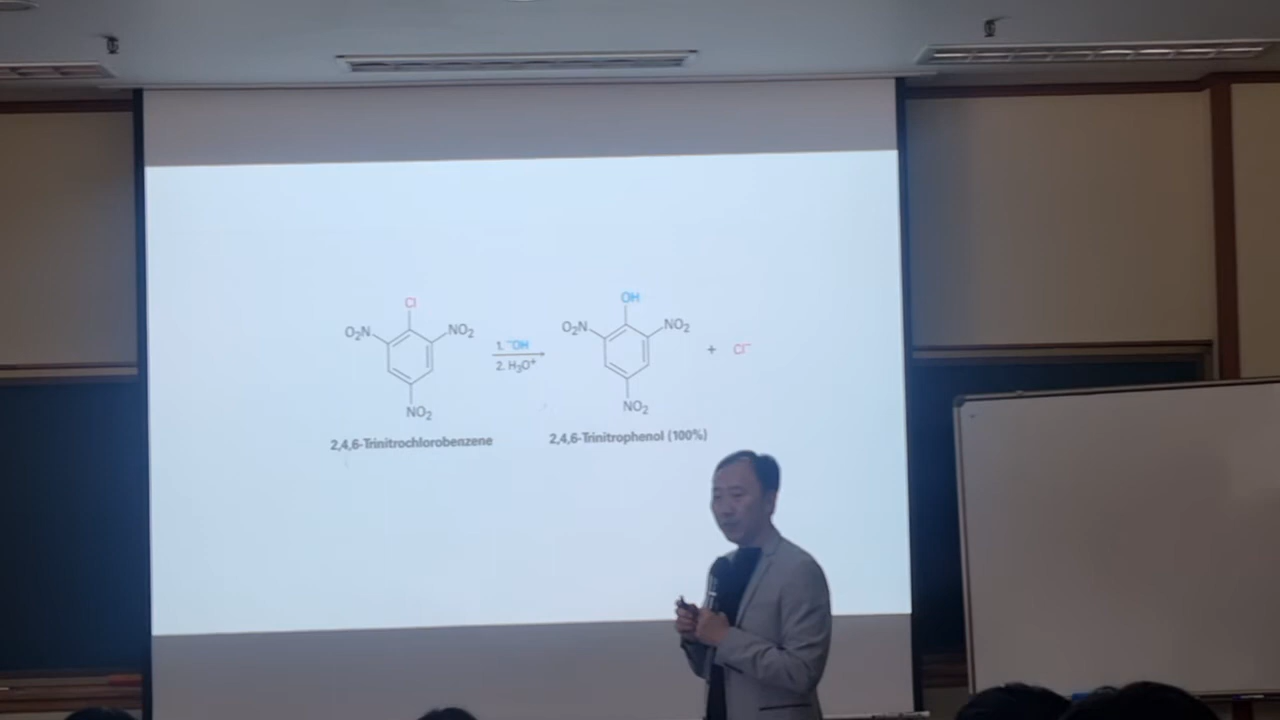 Cl
O₂N
NO₂
NO₂
2,4,6-Trinitrochlorobenzene
1. ⁻OH
2. H₃O⁺
OH
O₂N
NO₂
NO₂
2,4,6-Trinitrophenol (100%)
+ Cl⁻